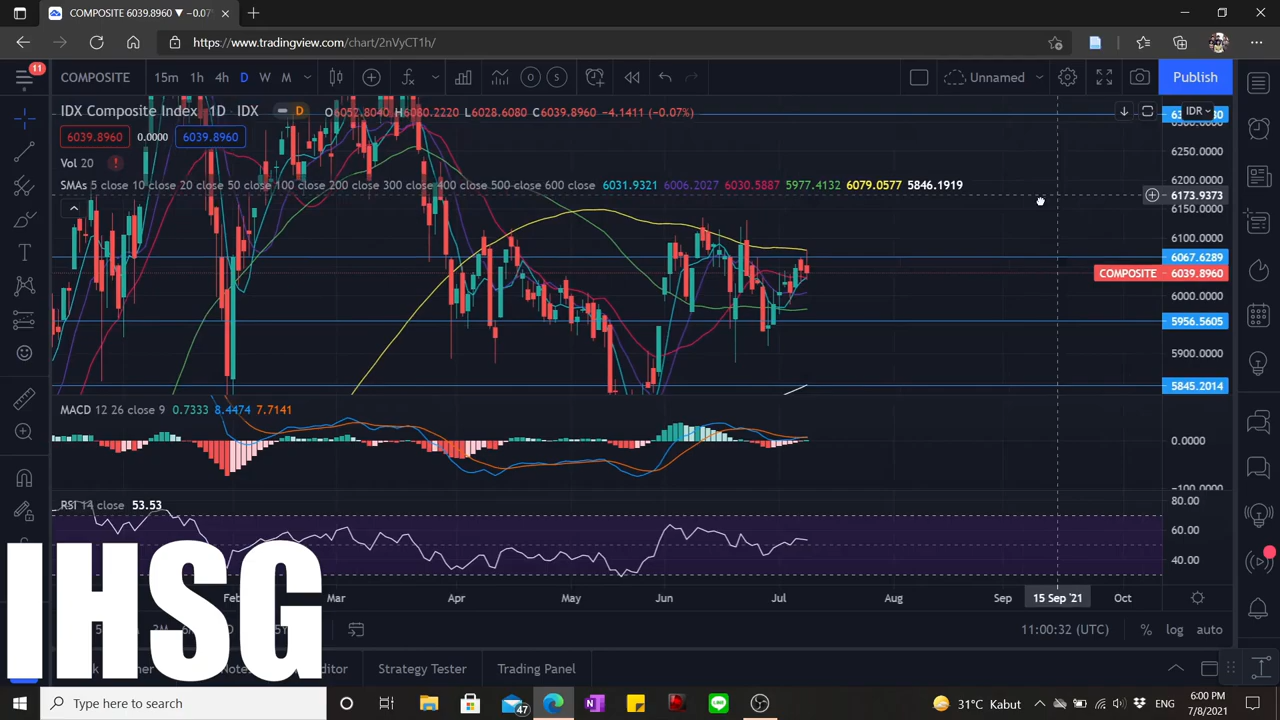 COMPOSITE 6039.8960 ▼ −0.07
https://www.tradingview.com/chart/2nVyCT1h/
11
COMPOSITE 15m 1h 4h D W M Unnamed Publish
IDX Composite Index 1D IDX D O6052.8040 H6080.2220 L6028.6080 C6039.8960 −4.1411 (−0.07%) IDR
6039.8960 0.0000 6039.8960
Vol 20
SMAs 5 close 10 close 20 close 50 close 100 close 200 close 300 close 400 close 500 close 600 close 6031.9321 6006.2027 6030.5887 5977.4132 6079.0577 5846.1919
6250.0000
6200.0000
6173.9373
6150.0000
6100.0000
6067.6289
COMPOSITE 6039.8960
6000.0000
5956.5605
5900.0000
5845.2014
MACD 12 26 close 9 0.7333 8.4474 7.7141
0.0000
−100.0000
RSI 14 close 53.53
80.00
60.00
40.00
Feb Mar Apr May Jun Jul Aug Sep 15 Sep '21 Oct
IHSG
11:00:32 (UTC) % log auto
Strategy Tester Trading Panel
Type here to search
47
31°C Kabut
ENG
6:00 PM
7/8/2021